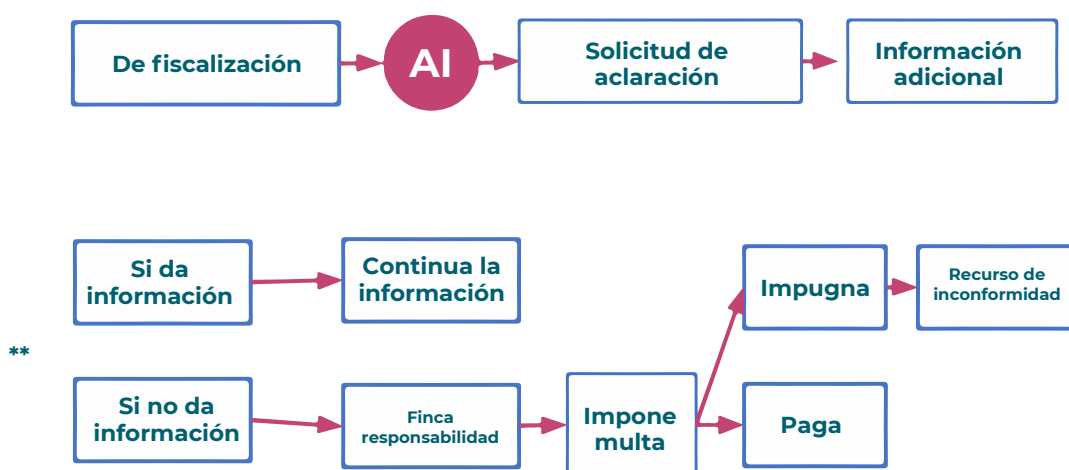 De fiscalización
AI
Solicitud de
aclaración
Información
adicional
Si da
información
Continua la
información
Impugna
Recurso de
inconformidad
**
Si no da
información
Finca
responsabilidad
Impone
multa
Paga